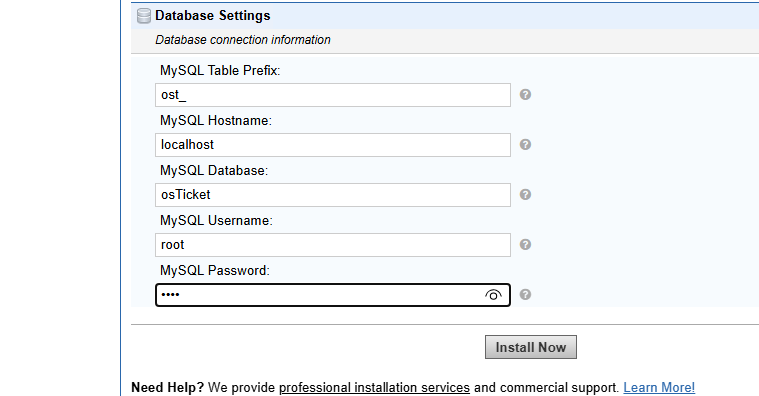 Database Settings
Database connection information
MySQL Table Prefix:
ost_
MySQL Hostname:
localhost
MySQL Database:
osTicket
MySQL Username:
root
MySQL Password:
••••
Install Now
Need Help? We provide professional installation services and commercial support. Learn More!